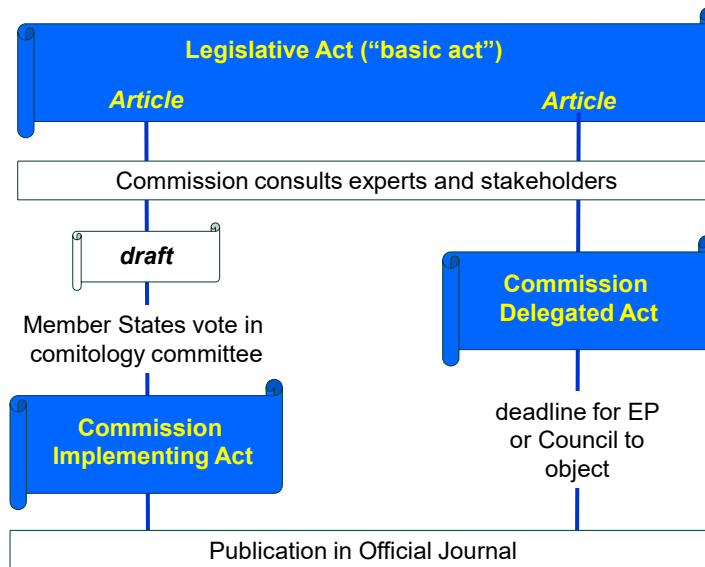 Legislative Act (“basic act”)
Article
Article
Commission consults experts and stakeholders
draft
Member States vote in
comitology committee
Commission
Implementing Act
Commission
Delegated Act
deadline for EP
or Council to
object
Publication in Official Journal